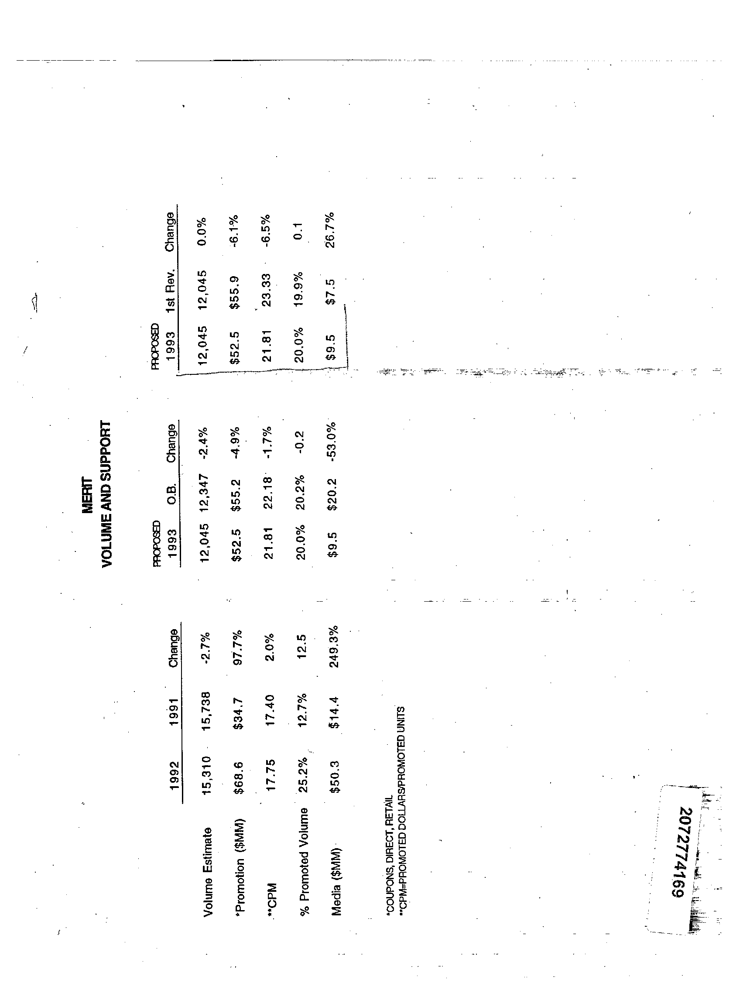 MERIT
VOLUME AND SUPPORT
PROPOSED PROPOSED
1992 1991 Change 1993 O.B. Change 1993 1st Rev. Change
Volume Estimate 15,310 15,738 -2.7% 12,045 12,347 -2.4% 12,045 12,045 0.0%
*Promotion ($MM) $68.6 $34.7 97.7% $52.5 $55.2 -4.9% $52.5 $55.9 -6.1%
**CPM 17.75 17.40 2.0% 21.81 22.18 -1.7% 21.81 23.33 -6.5%
% Promoted Volume 25.2% 12.7% 12.5 20.0% 20.2% -0.2 20.0% 19.9% 0.1
Media ($MM) $50.3 $14.4 249.3% $9.5 $20.2 -53.0% $9.5 $7.5 26.7%
*COUPONS, DIRECT, RETAIL
**CPM=PROMOTED DOLLARS/PROMOTED UNITS
2072774169